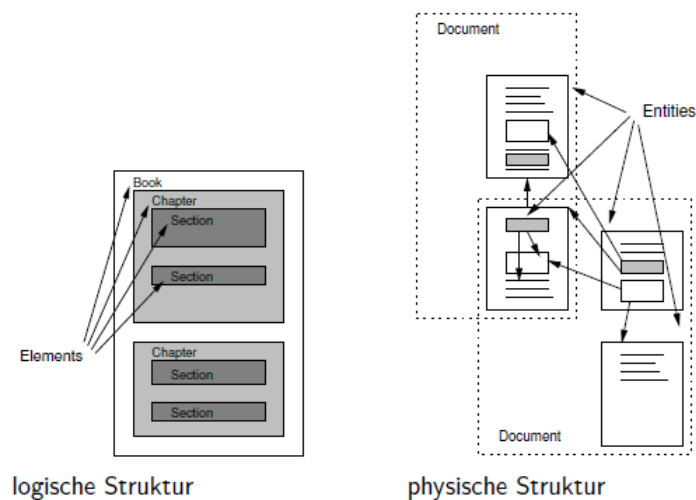 Book
Chapter
Section
Section
Elements
Chapter
Section
Section
logische Struktur
Document
Entities
Document
physische Struktur